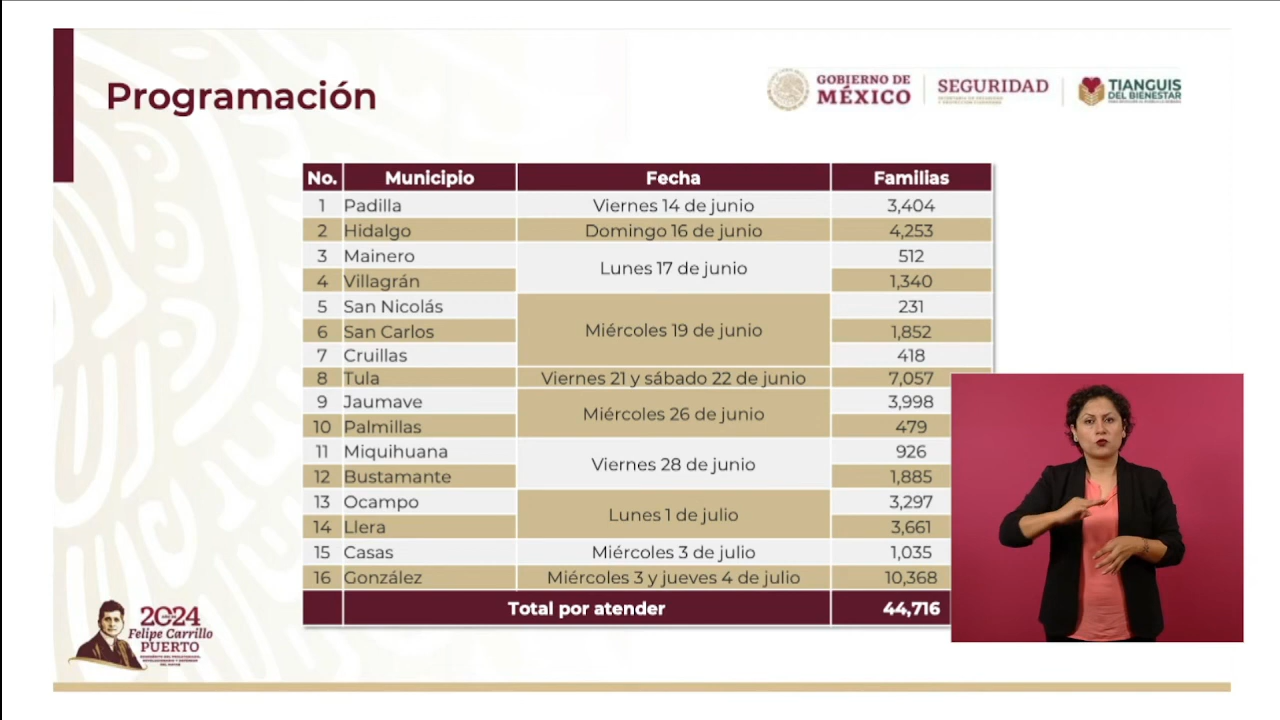 Programación
GOBIERNO DE
MÉXICO
SEGURIDAD
TIANGUIS
DEL BIENESTAR
No. Municipio Fecha Familias
1 Padilla Viernes 14 de junio 3,404
2 Hidalgo Domingo 16 de junio 4,253
3 Mainero Lunes 17 de junio 512
4 Villagrán 1,340
5 San Nicolás Miércoles 19 de junio 231
6 San Carlos 1,852
7 Cruillas 418
8 Tula Viernes 21 y sábado 22 de junio 7,057
9 Jaumave Miércoles 26 de junio 3,998
10 Palmillas 479
11 Miquihuana Viernes 28 de junio 926
12 Bustamante 1,885
13 Ocampo Lunes 1 de julio 3,297
14 Llera 3,661
15 Casas Miércoles 3 de julio 1,035
16 González Miércoles 3 y jueves 4 de julio 10,368
Total por atender 44,716
2024
Felipe Carrillo
PUERTO